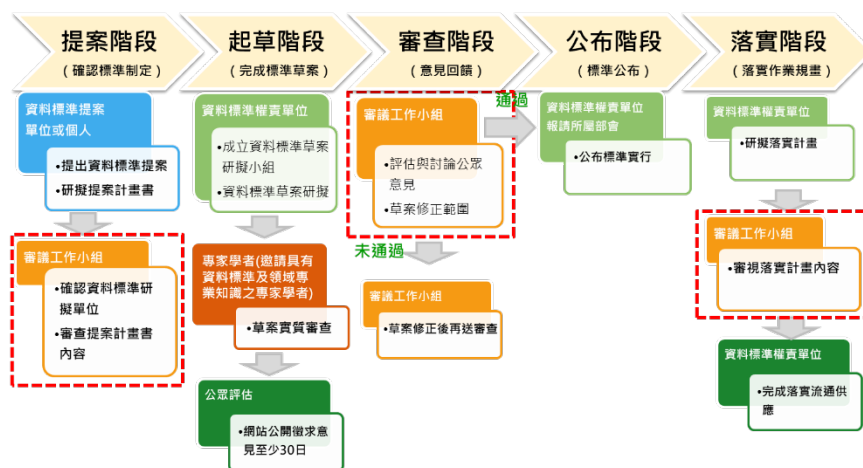 提案階段
(確認標準制定)
資料標準提案
單位或個人
•提出資料標準提案
•研擬提案計畫書
審議工作小組
•確認資料標準研
擬單位
•審查提案計畫書
內容
起草階段
(完成標準草案)
資料標準權責單位
•成立資料標準草案
研擬小組
•資料標準草案研擬
專家學者(邀請具有
資料標準及領域專
業知識之專家學者)
•草案實質審查
公眾評估
•網站公開徵求意
見至少30日
審查階段
(意見回饋)
審議工作小組
•評估與討論公眾
意見
•草案修正範圍
通過
未通過
審議工作小組
•草案修正後再送審查
公布階段
(標準公布)
資料標準權責單位
報請所屬部會
•公布標準實行
落實階段
(落實作業規畫)
資料標準權責單位
•研擬落實計畫
審議工作小組
•審視落實計畫內容
資料標準權責單位
•完成落實流通供
應